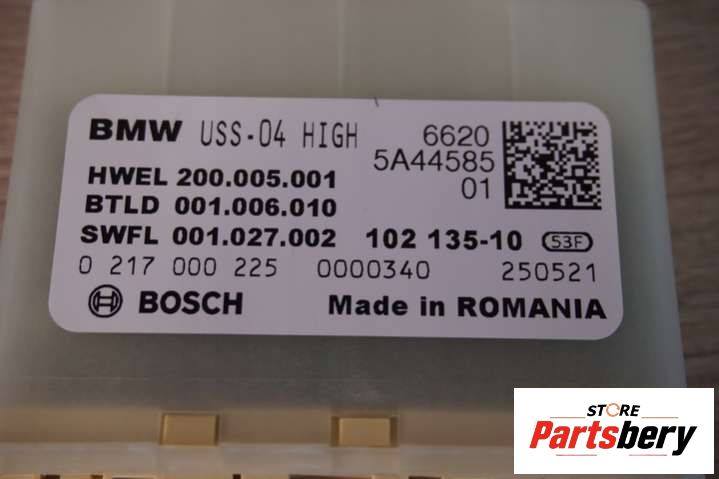 BMW USS-04 HIGH 6620
5A44585
01
HWEL 200.005.001
BTLD 001.006.010
SWFL 001.027.002 102 135-10 53F
0 217 000 225 0000340 250521
BOSCH Made in ROMANIA
STORE
Partsbery